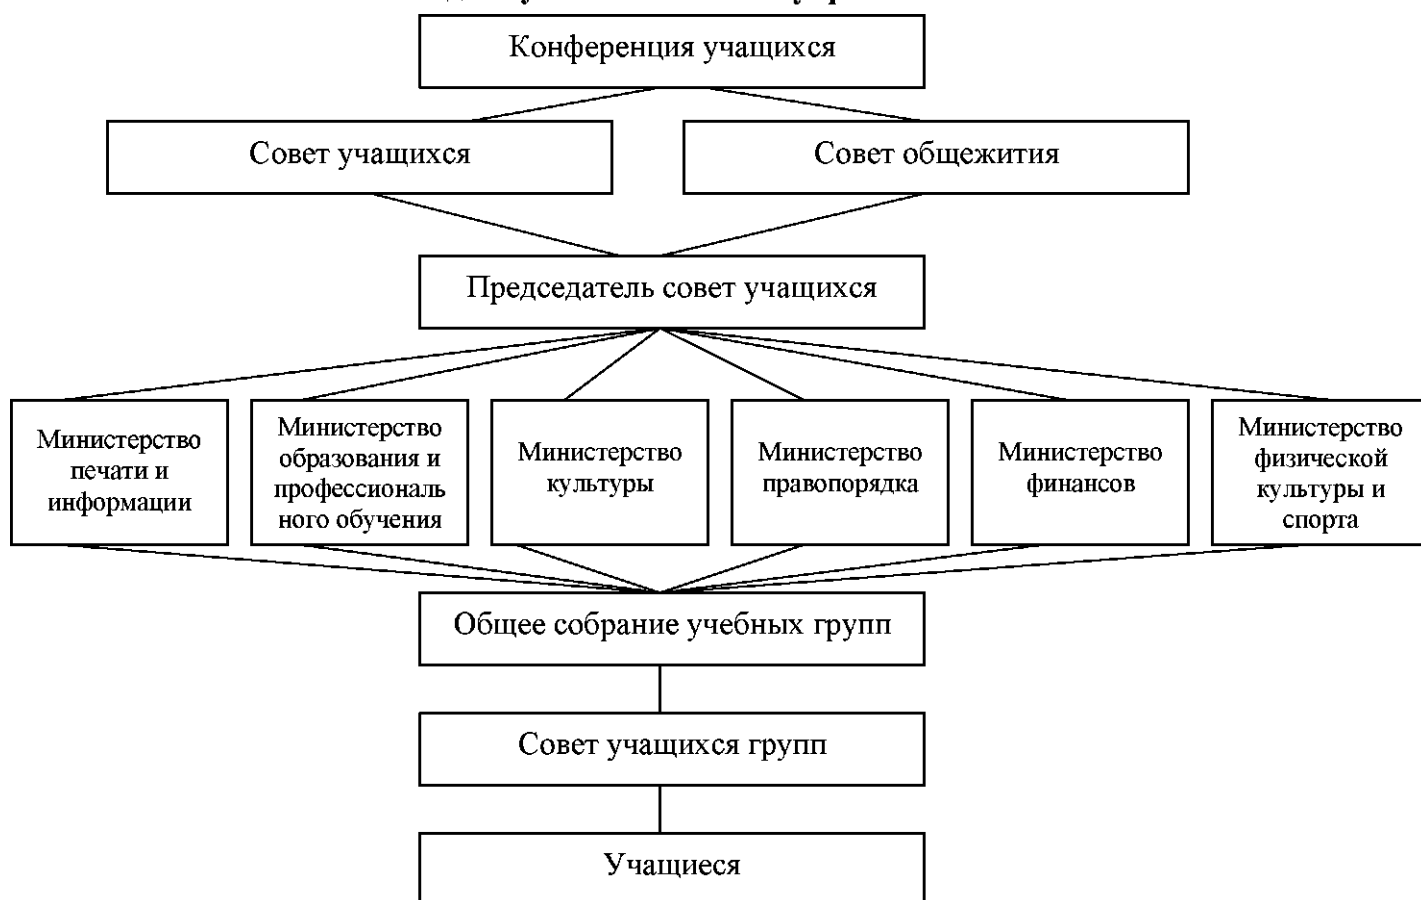 Конференция учащихся
Совет учащихся
Совет общежития
Председатель совет учащихся
Министерство
печати и
информации
Министерство
образования и
профессиональ
ного обучения
Министерство
культуры
Министерство
правопорядка
Министерство
финансов
Министерство
физической
культуры и
спорта
Общее собрание учебных групп
Совет учащихся групп
Учащиеся